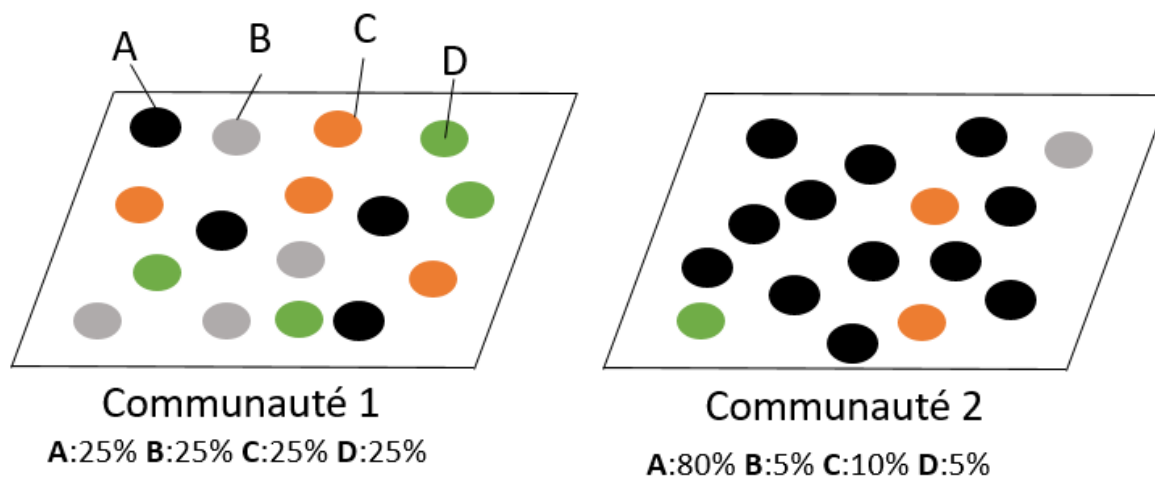 A B C D
Communauté 1
A:25% B:25% C:25% D:25%
Communauté 2
A:80% B:5% C:10% D:5%